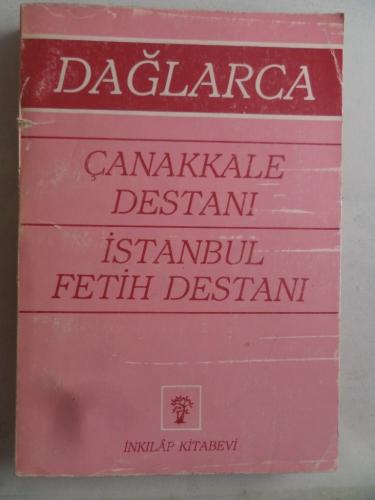 DAĞLARCA
ÇANAKKALE
DESTANI
İSTANBUL
FETİH DESTANI
İNKILÂP KİTABEVİ